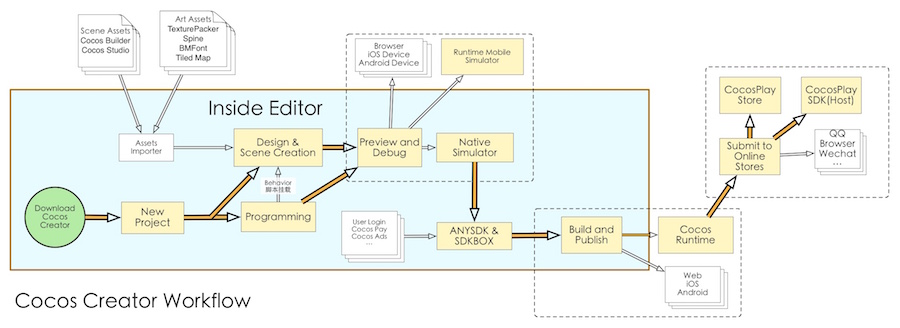 Scene Assets
Cocos Builder
Cocos Studio
Art Assets
TexturePacker
Spine
BMFont
Tiled Map
Browser
iOS Device
Android Device
Runtime Mobile
Simulator
CocosPlay
Store
CocosPlay
SDK(Host)
Inside Editor
Assets
Importer
Design &
Scene Creation
Preview and
Debug
Native
Simulator
Submit to
Online
Stores
QQ
Browser
Wechat
...
Behavior
脚本挂载
Download
Cocos
Creator
New
Project
Programming
User Login
Cocos Pay
Cocos Ads
...
ANYSDK &
SDKBOX
Build and
Publish
Cocos
Runtime
Web
iOS
Android
Cocos Creator Workflow